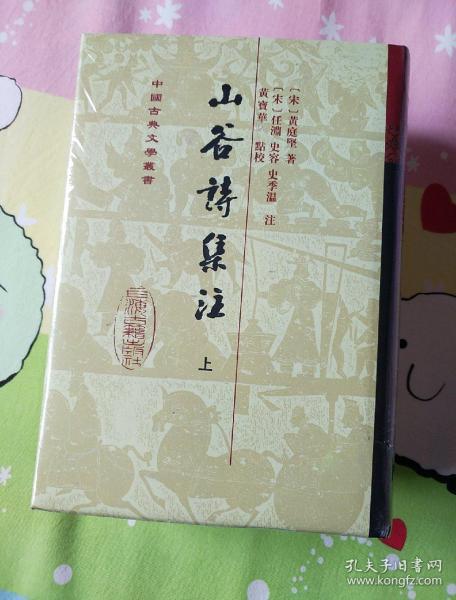 [宋]黃庭堅 著
[宋]任淵 史容 史季溫 注
黃寶華 點校
山谷詩集注
上
中國古典文學叢書
上海古籍出版社
孔夫子旧书网
www.kongfz.com